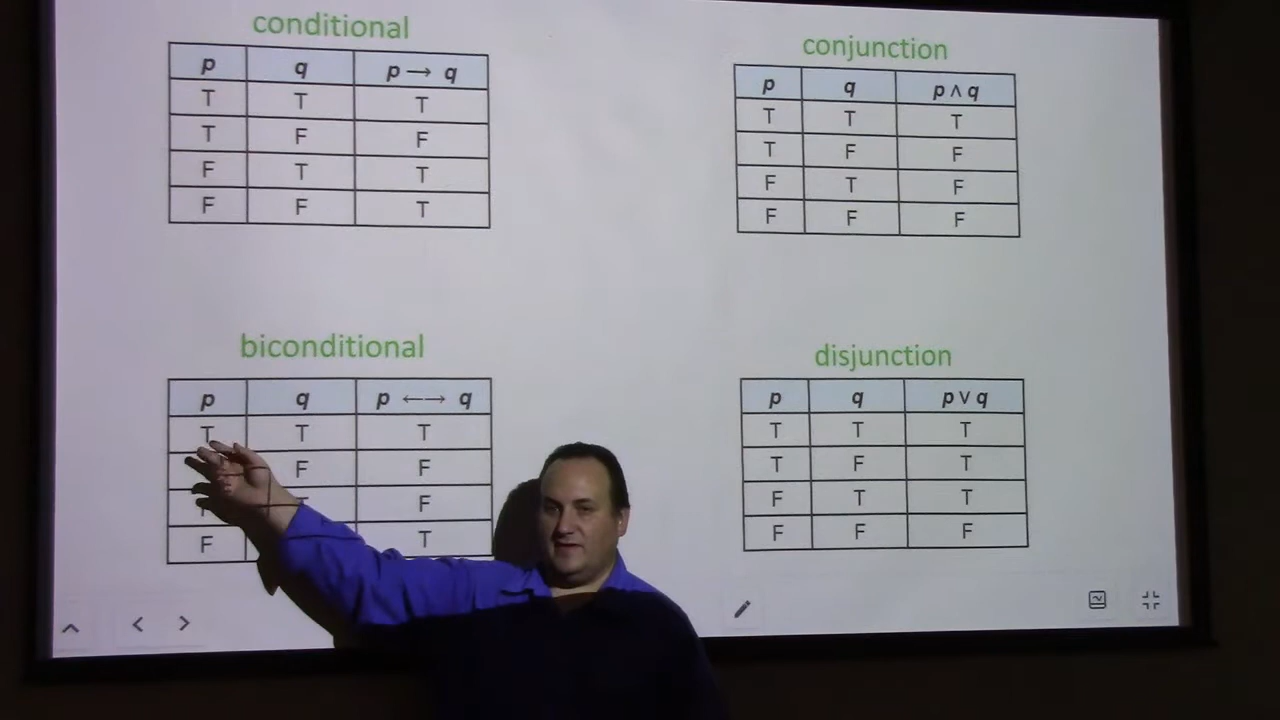 conditional
p q p → q
T T T
T F F
F T T
F F T
conjunction
p q p ∧ q
T T T
T F F
F T F
F F F
biconditional
p q p ←→ q
T T T
F F
F
F T
disjunction
p q p ∨ q
T T T
T F T
F T T
F F F